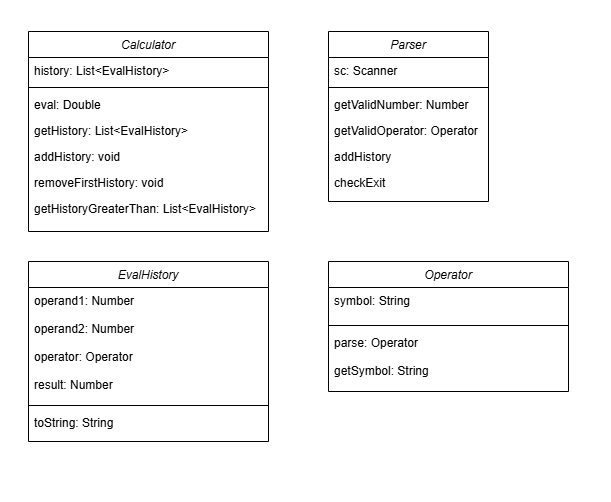 Calculator
history: List<EvalHistory>
eval: Double
getHistory: List<EvalHistory>
addHistory: void
removeFirstHistory: void
getHistoryGreaterThan: List<EvalHistory>
Parser
sc: Scanner
getValidNumber: Number
getValidOperator: Operator
addHistory
checkExit
EvalHistory
operand1: Number
operand2: Number
operator: Operator
result: Number
toString: String
Operator
symbol: String
parse: Operator
getSymbol: String